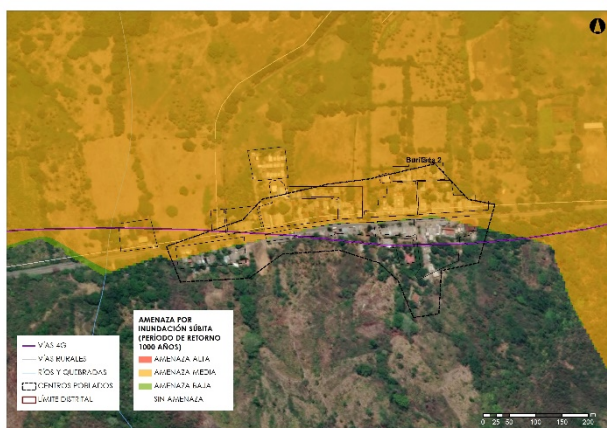 Buritaca 2
VÍAS 4G
VÍAS RURALES
RÍOS Y QUEBRADAS
CENTROS POBLADOS
LÍMITE DISTRITAL
AMENAZA POR
INUNDACIÓN SÚBITA
(PERÍODO DE RETORNO
1000 AÑOS)
AMENAZA ALTA
AMENAZA MEDIA
AMENAZA BAJA
SIN AMENAZA
0 25 50 100 150 200